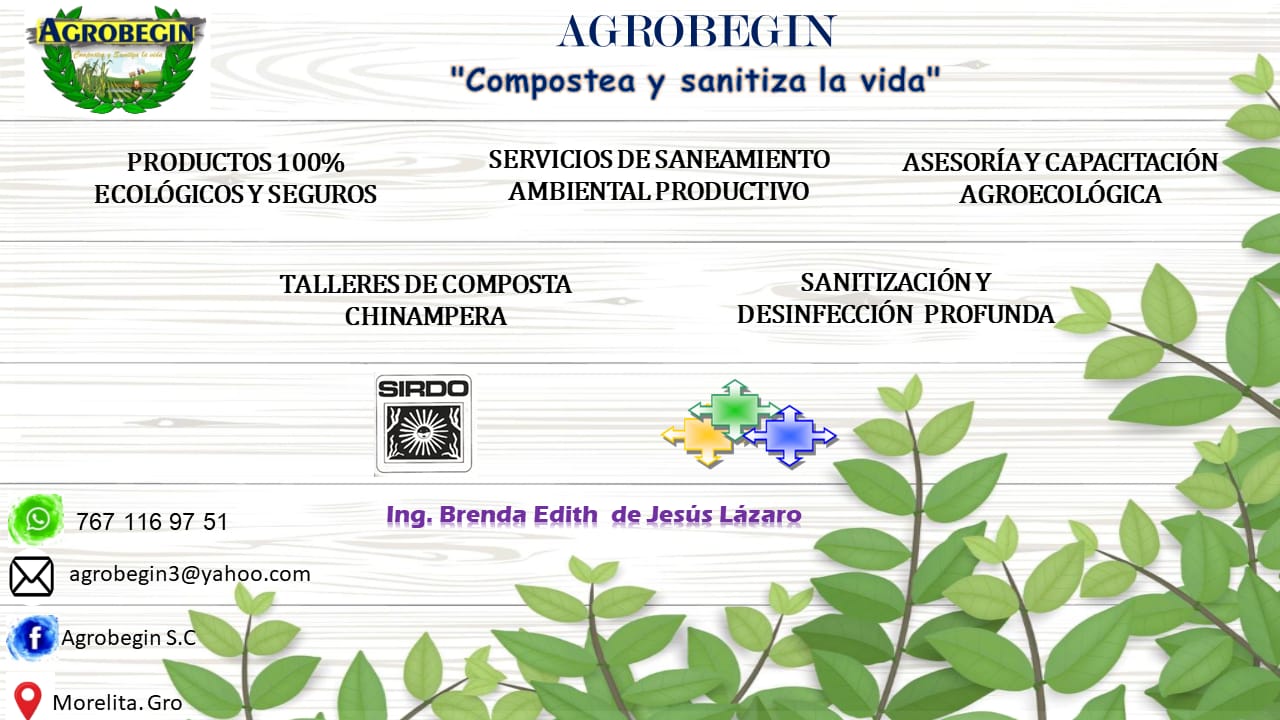 AGROBEGIN
Compostea y Sanitiza la vida
AGROBEGIN
"Compostea y sanitiza la vida"
PRODUCTOS 100%
ECOLÓGICOS Y SEGUROS
SERVICIOS DE SANEAMIENTO
AMBIENTAL PRODUCTIVO
ASESORÍA Y CAPACITACIÓN
AGROECOLÓGICA
TALLERES DE COMPOSTA
CHINAMPERA
SANITIZACIÓN Y
DESINFECCIÓN PROFUNDA
SIRDO
Ing. Brenda Edith de Jesús Lázaro
767 116 97 51
agrobegin3@yahoo.com
Agrobegin S.C
Morelita. Gro